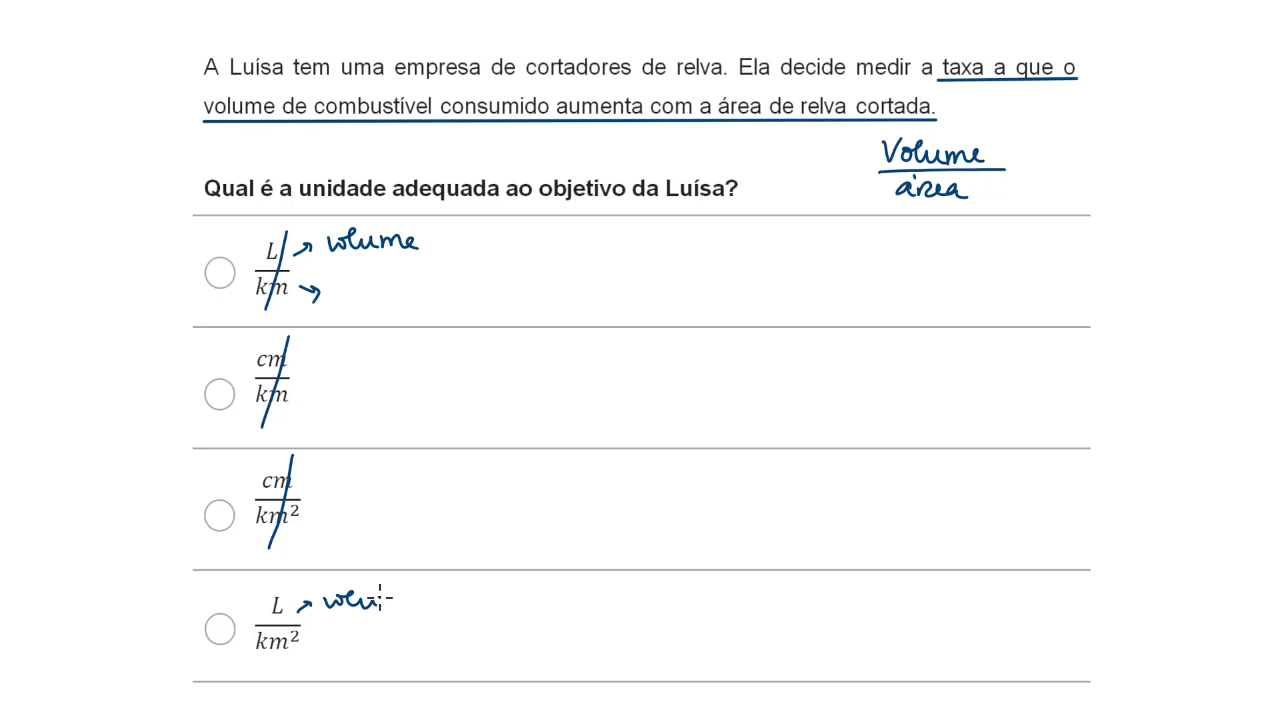 A Luísa tem uma empresa de cortadores de relva. Ela decide medir a taxa a que o
volume de combustível consumido aumenta com a área de relva cortada.
Volume
área
Qual é a unidade adequada ao objetivo da Luísa?
L → volume
km →
cm
km
cm
km²
L → volu
km²